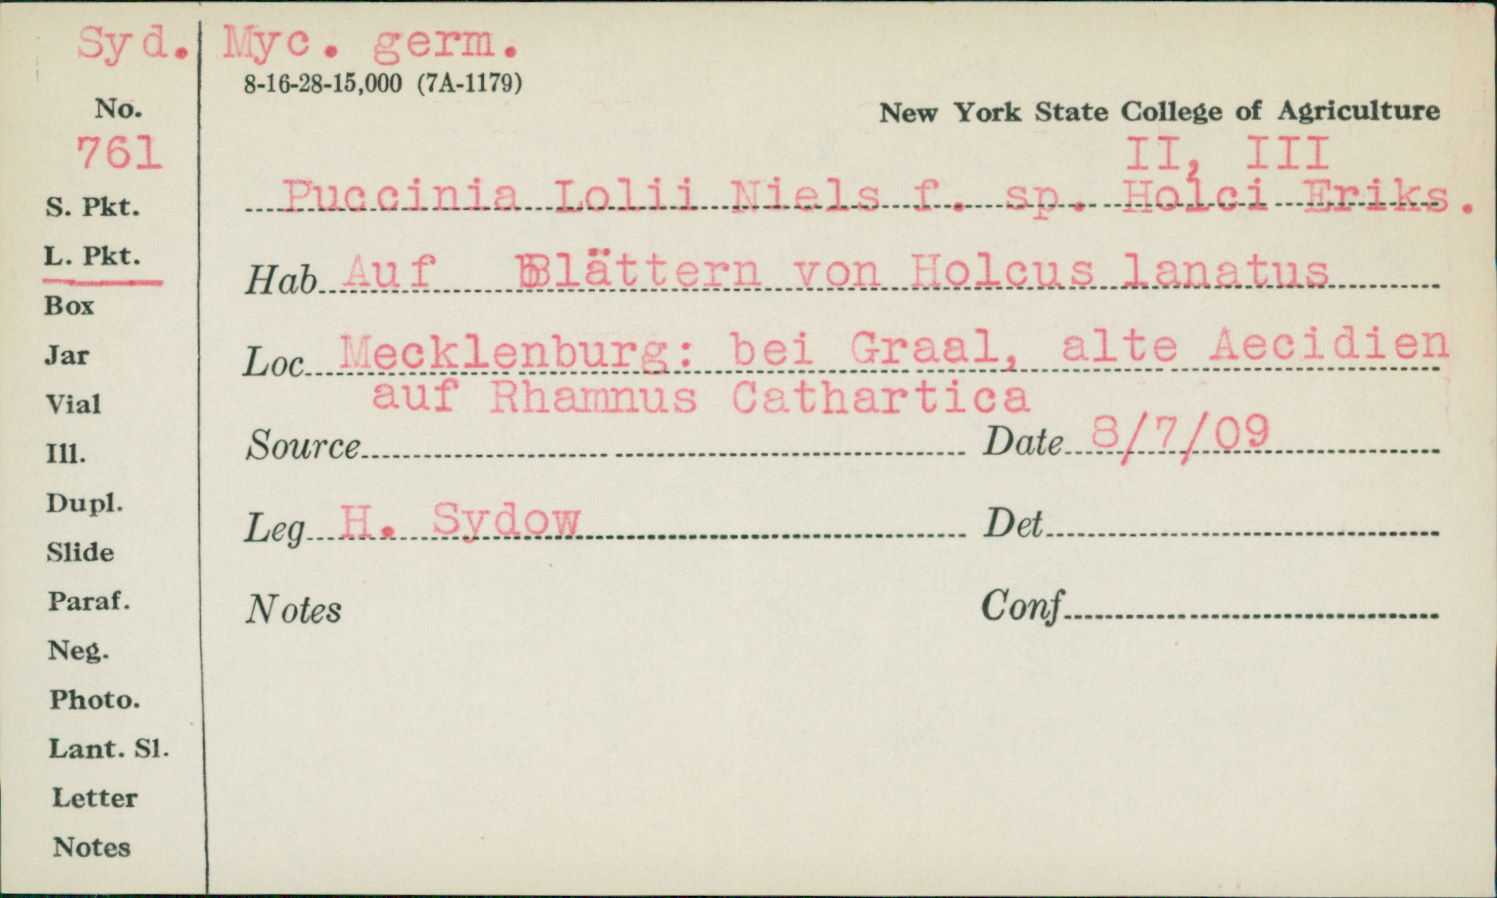 Syd. Myc. germ.
8-16-28-15,000 (7A-1179)
No.
New York State College of Agriculture
761
II, III
S. Pkt.
Puccinia Lolii Niels f. sp. Holci Eriks.
L. Pkt.
Hab. Auf Blättern von Holcus lanatus
Box
Jar
Loc. Mecklenburg: bei Graal, alte Aecidien
auf Rhamnus Cathartica
Vial
Ill.
Source
Date 8/7/09
Dupl.
Leg. H. Sydow
Det
Slide
Paraf.
Notes
Conf
Neg.
Photo.
Lant. Sl.
Letter
Notes